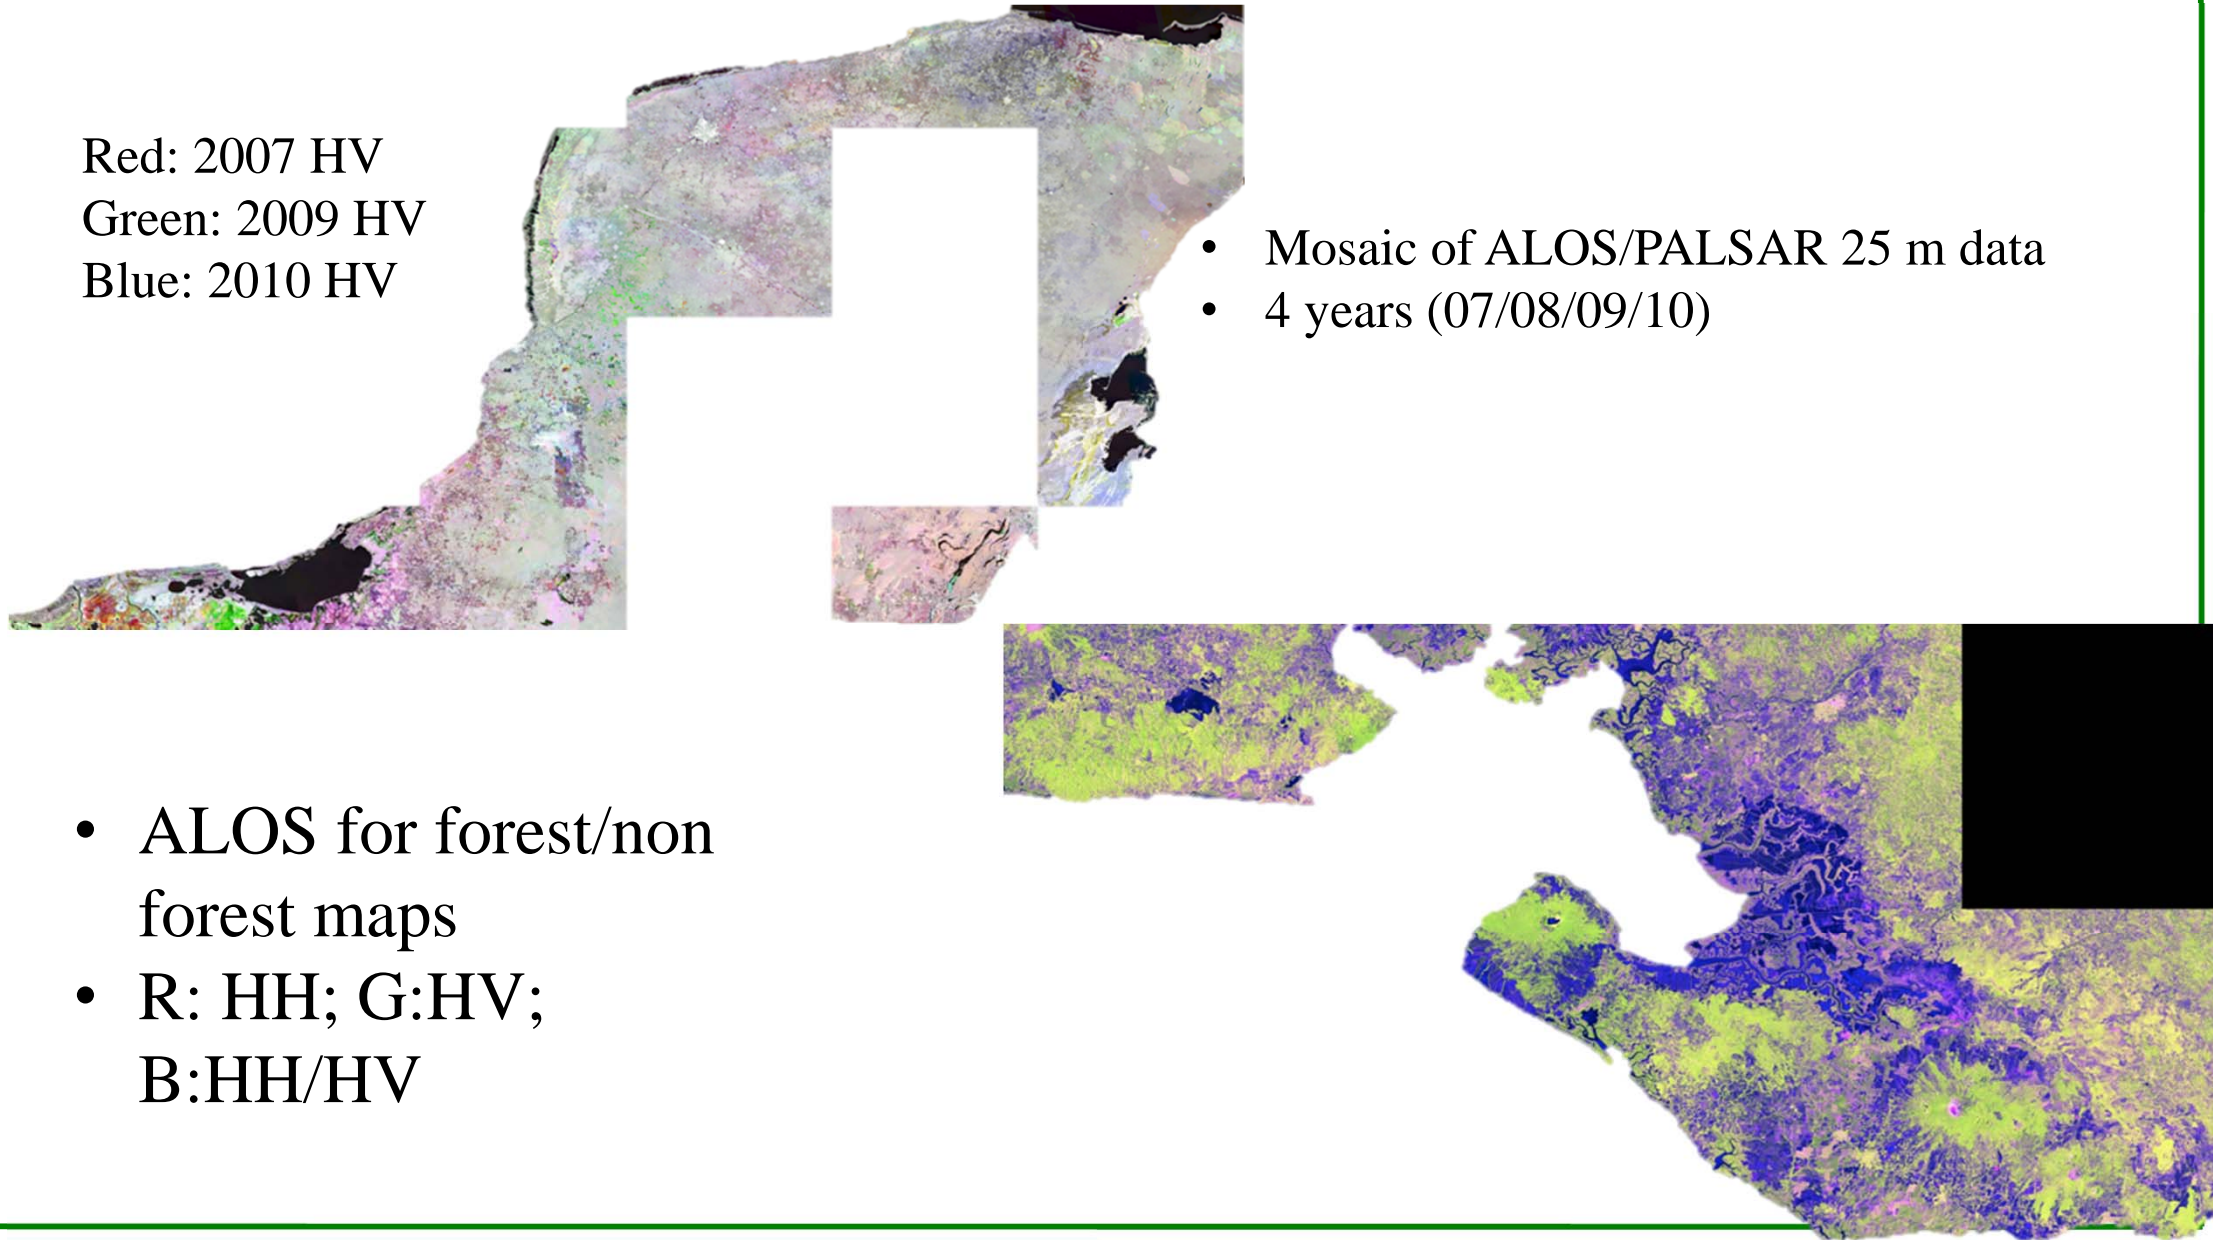 Red: 2007 HV
Green: 2009 HV
Blue: 2010 HV
• Mosaic of ALOS/PALSAR 25 m data
• 4 years (07/08/09/10)
• ALOS for forest/non
forest maps
• R: HH; G:HV;
B:HH/HV